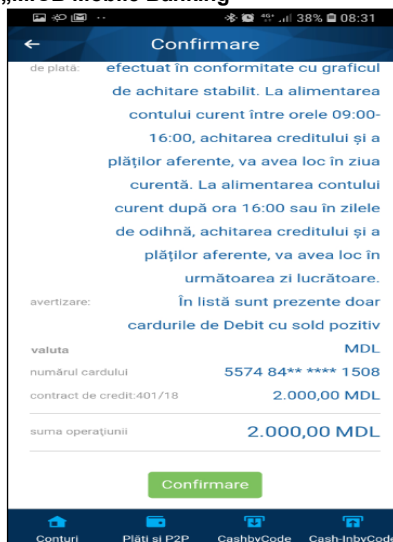 38% 08:31
Confirmare
de plată: efectuat în conformitate cu graficul
de achitare stabilit. La alimentarea
contului curent între orele 09:00-
16:00, achitarea creditului și a
plăților aferente, va avea loc în ziua
curentă. La alimentarea contului
curent după ora 16:00 sau în zilele
de odihnă, achitarea creditului și a
plăților aferente, va avea loc în
următoarea zi lucrătoare.
avertizare: În listă sunt prezente doar
cardurile de Debit cu sold pozitiv
valuta MDL
numărul cardului 5574 84** **** 1508
contract de credit:401/18 2.000,00 MDL
suma operațiunii 2.000,00 MDL
Confirmare
Conturi Plăți și P2P CashbyCode Cash-InbyCode